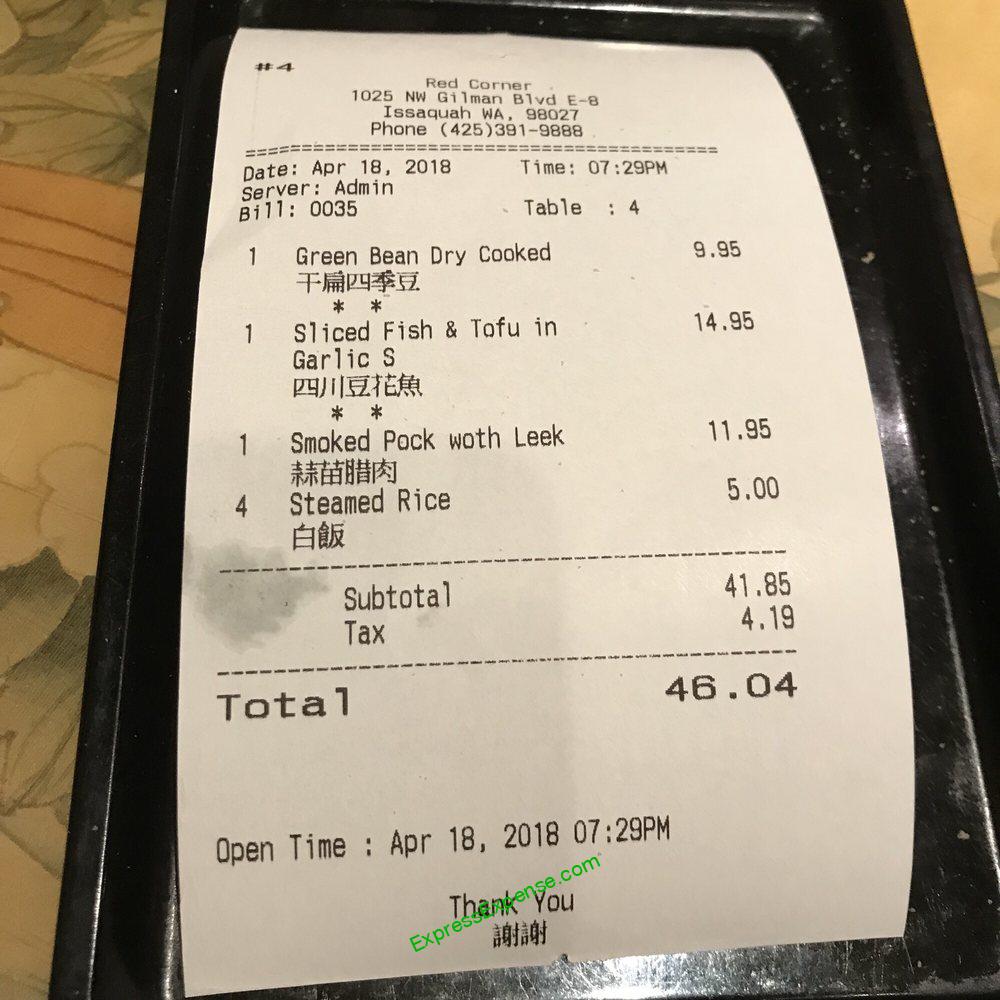 #4
Red Corner
1025 NW Gilman Blvd E-8
Issaquah WA, 98027
Phone (425)391-9888
==========================================
Date: Apr 18, 2018 Time: 07:29PM
Server: Admin
Bill: 0035 Table : 4
1 Green Bean Dry Cooked 9.95
干扁四季豆
* *
1 Sliced Fish & Tofu in 14.95
Garlic S
四川豆花魚
* *
1 Smoked Pock woth Leek 11.95
蒜苗腊肉
4 Steamed Rice 5.00
白飯
Subtotal 41.85
Tax 4.19
Total 46.04
Open Time : Apr 18, 2018 07:29PM
Thank You
ExpressExpense.com
謝謝